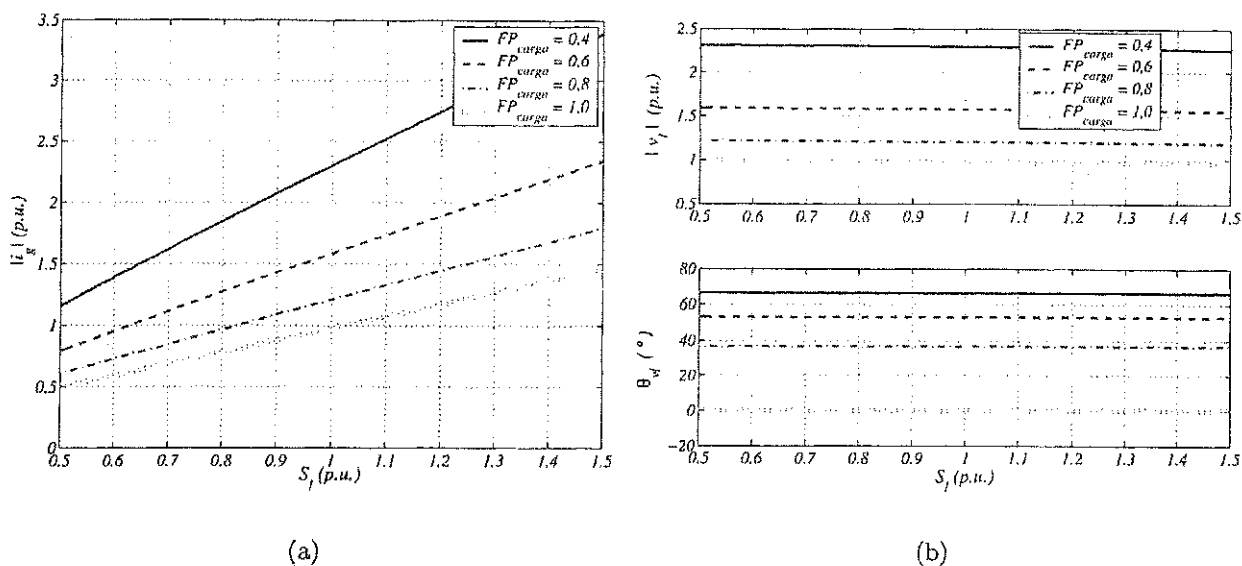 3.5
3
2.5
2
1.5
1
0.5
0
|i_g| (p.u.)
FP_carga = 0,4
FP_carga = 0,6
FP_carga = 0,8
FP_carga = 1,0
0.5 0.6 0.7 0.8 0.9 1 1.1 1.2 1.3 1.4 1.5
S_l (p.u.)
(a)
2.5
2
1.5
1
0.5
|v_l| (p.u.)
FP_carga = 0,4
FP_carga = 0,6
FP_carga = 0,8
FP_carga = 1,0
0.5 0.6 0.7 0.8 0.9 1 1.1 1.2 1.3 1.4 1.5
80
60
40
20
0
−20
θ_vl (°)
0.5 0.6 0.7 0.8 0.9 1 1.1 1.2 1.3 1.4 1.5
S_l (p.u.)
(b)